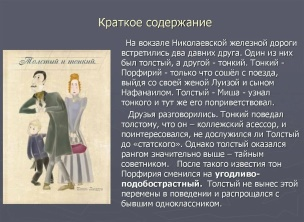 Краткое содержание
Толстый и тонкий.
На вокзале Николаевской железной дороги
встретились два давних друга. Один из них
был толстый, а другой - тонкий. Тонкий -
Порфирий - только что сошёл с поезда,
выйдя со своей женой Луизой и сыном
Нафанаилом. Толстый - Миша - узнал
тонкого и тут же его поприветствовал.
Друзья разговорились. Тонкий поведал
толстому, что он – коллежский асессор, и
поинтересовался, не дослужился ли Толстый
до «статского». Однако толстый оказался
рангом значительно выше – тайным
советником. После такого известия тон
Порфирия сменился на угодливо-
подобострастный. Толстый не вынес этой
перемены в поведении и распрощался с
бывшим одноклассником.